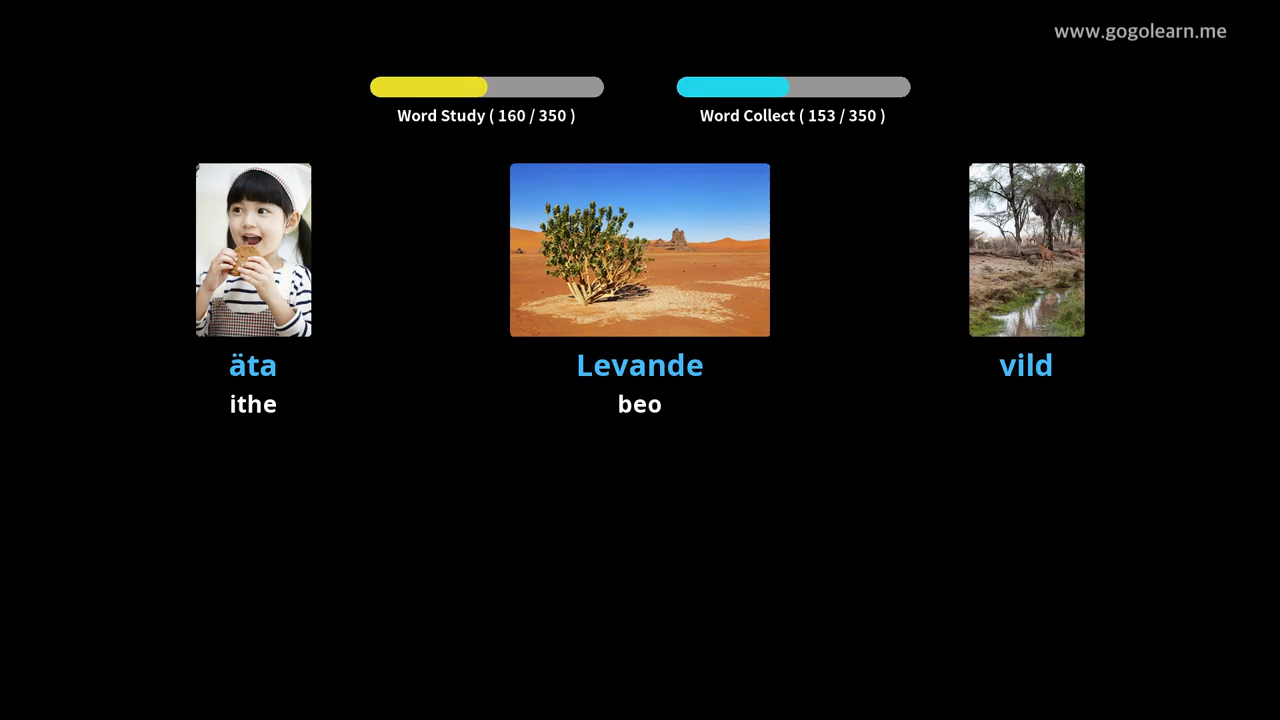 www.gogolearn.me
Word Study ( 160 / 350 )
Word Collect ( 153 / 350 )
äta
Levande
vild
ithe
beo